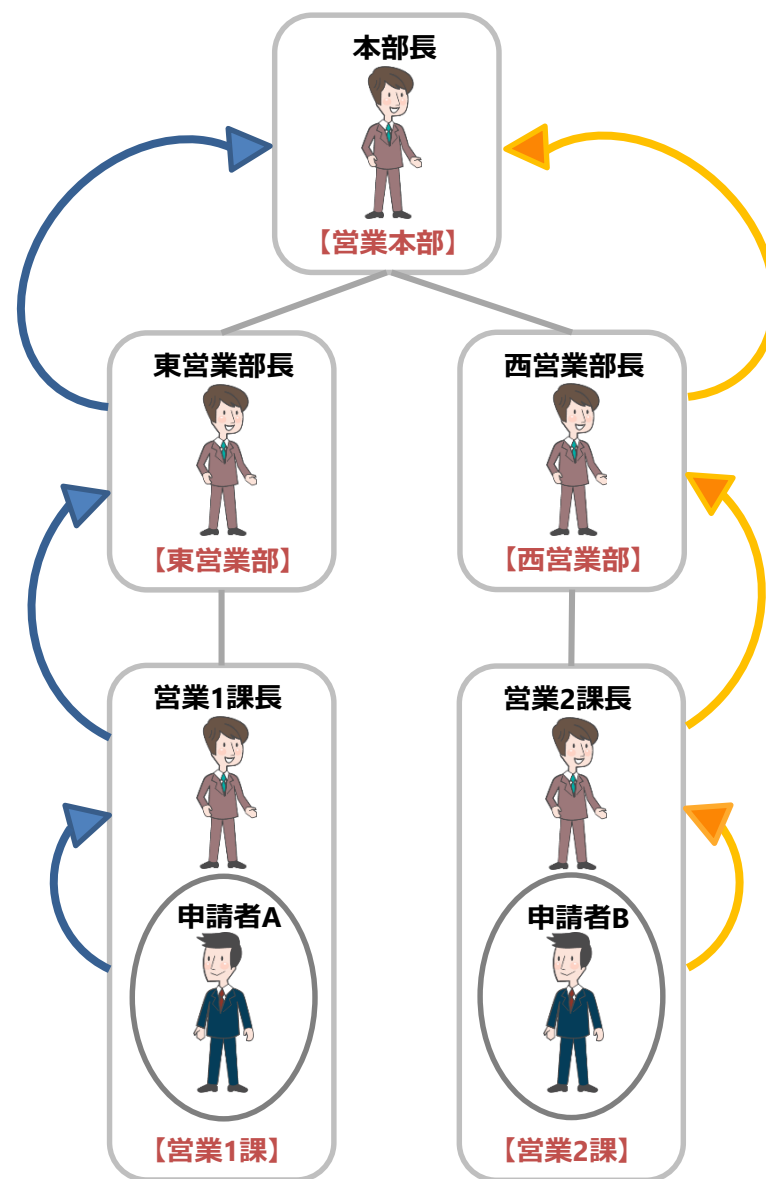 本部長
【営業本部】
東営業部長
【東営業部】
西営業部長
【西営業部】
営業1課長
申請者A
【営業1課】
営業2課長
申請者B
【営業2課】